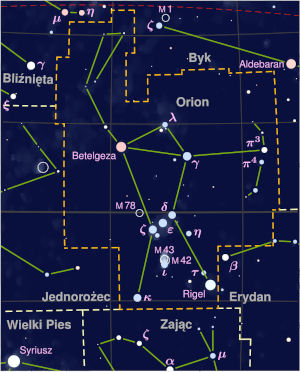 M 1
μ η
ζ
Byk
Aldebaran
γ
Bliźnięta
ξ
Orion
λ
Betelgeza
γ
π³
π⁴
M 78
δ
ζ
ε
η
M 43
M 42
ι
τ
β
Rigel
κ
Jednorożec
Erydan
Wielki Pies
Zając
ζ
Syriusz
μ
α